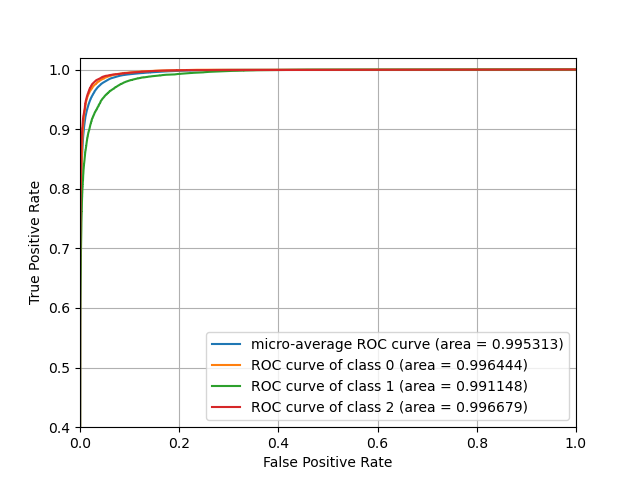 1.0
0.9
0.8
0.7
0.6
0.5
0.4
True Positive Rate
micro-average ROC curve (area = 0.995313)
ROC curve of class 0 (area = 0.996444)
ROC curve of class 1 (area = 0.991148)
ROC curve of class 2 (area = 0.996679)
0.0 0.2 0.4 0.6 0.8 1.0
False Positive Rate